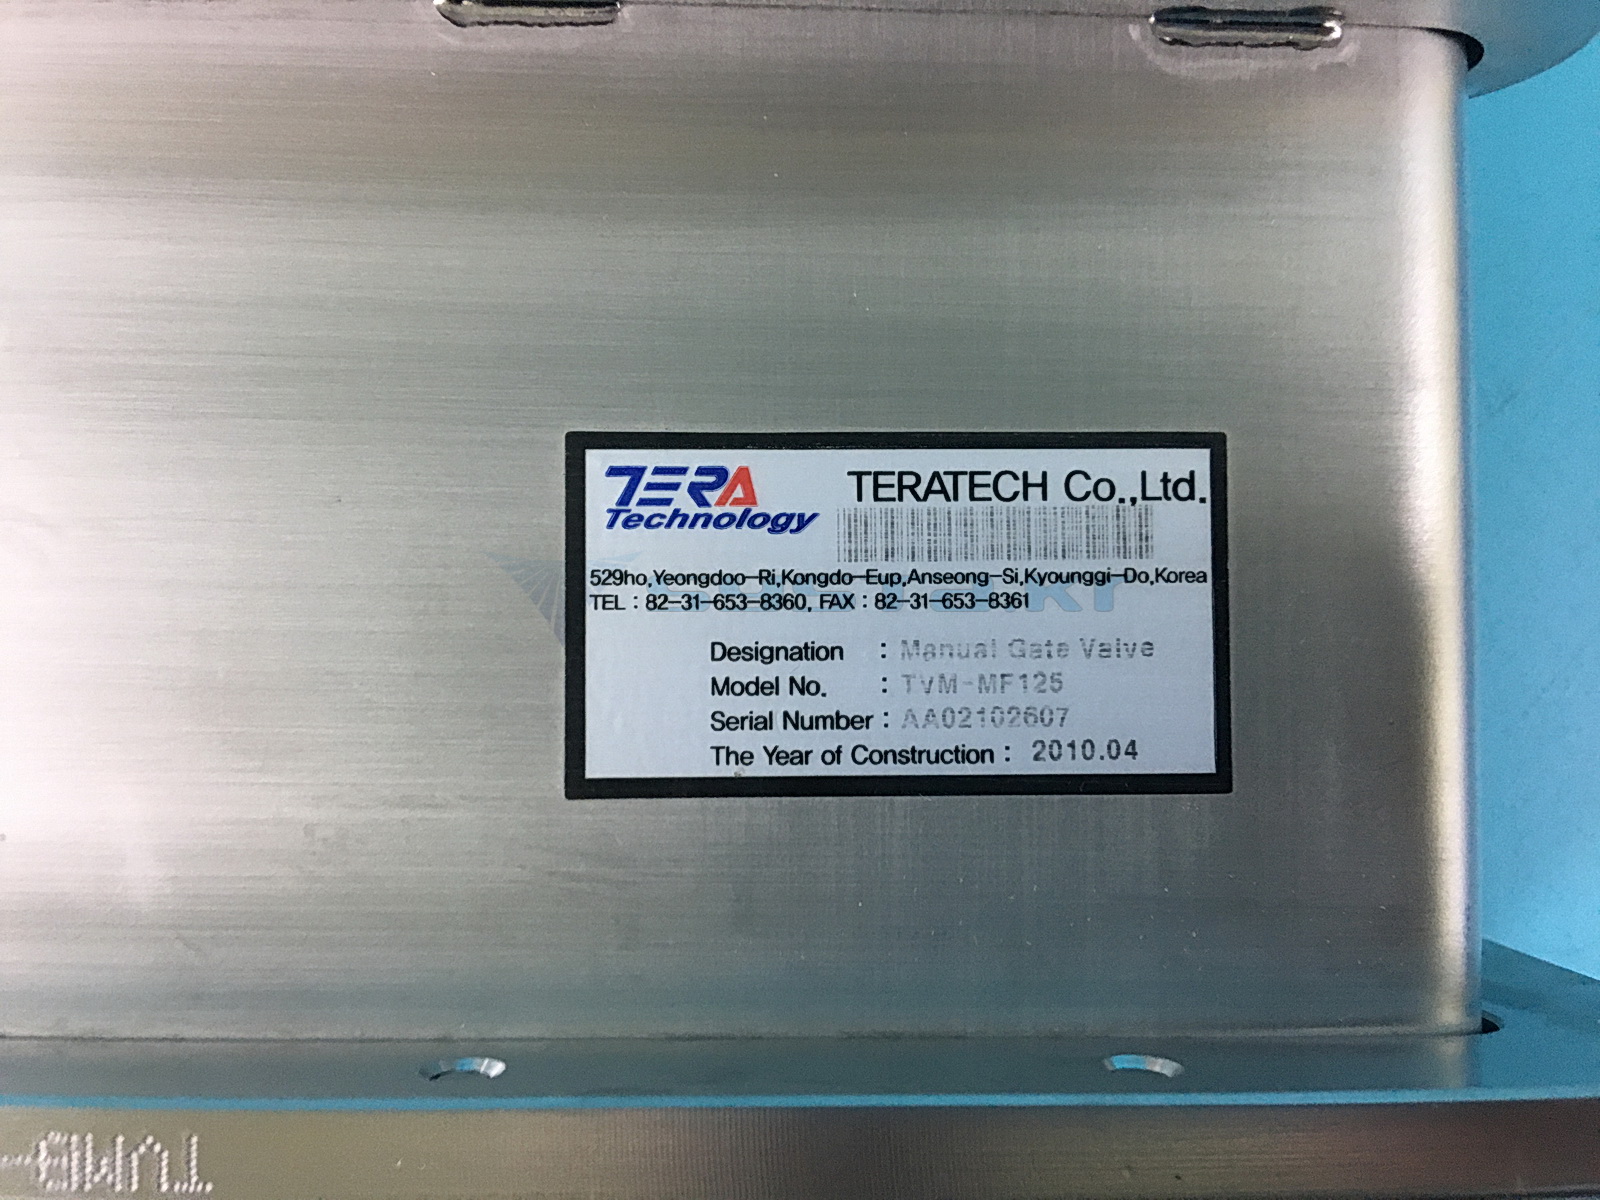 TERA
Technology
TERATECH Co.,Ltd.
529ho,Yeongdoo-Ri,Kongdo-Eup,Anseong-Si,Kyounggi-Do,Korea
TEL : 82-31-653-8360, FAX : 82-31-653-8361
Designation : Manual Gate Valve
Model No. : TVM-MF125
Serial Number : AA02102607
The Year of Construction : 2010.04